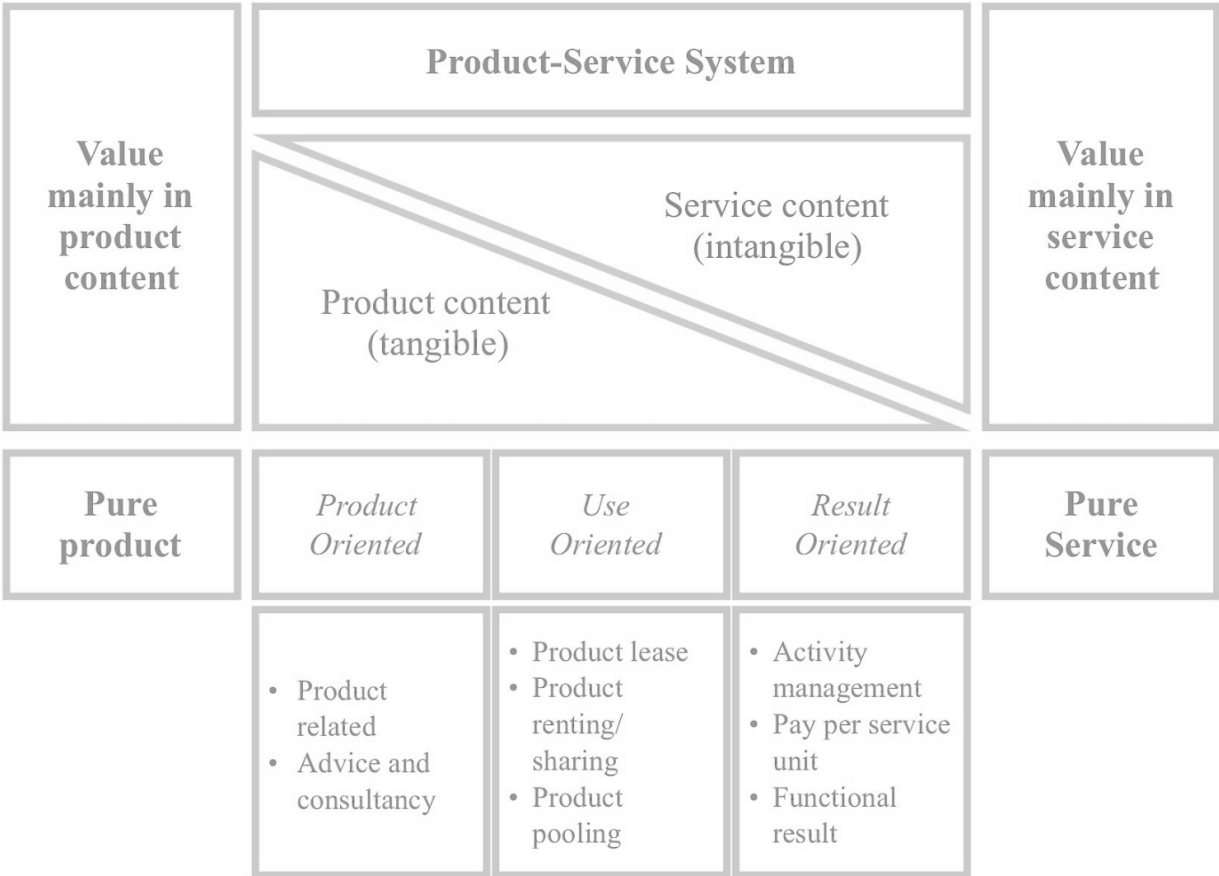 Value
mainly in
product
content
Product-Service System
Service content
(intangible)
Product content
(tangible)
Value
mainly in
service
content
Pure
product
Product
Oriented
Use
Oriented
Result
Oriented
Pure
Service
• Product
related
• Advice and
consultancy
• Product lease
• Product
renting/
sharing
• Product
pooling
• Activity
management
• Pay per service
unit
• Functional
result